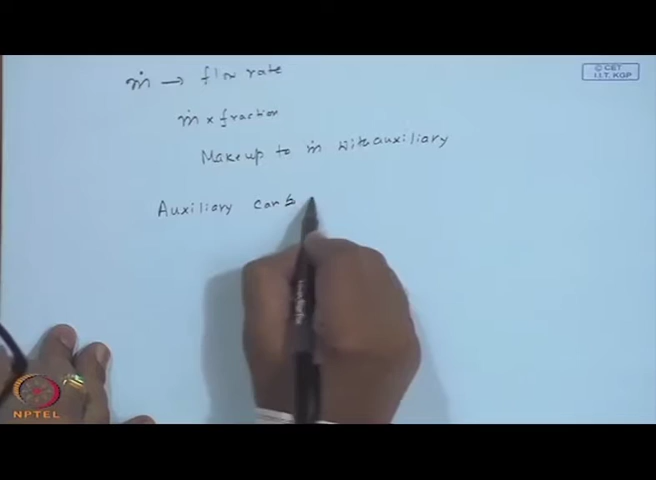 © CET
I.I.T. KGP
ṁ → flow rate
ṁ x fraction
Makeup to ṁ with auxiliary
Auxiliary can
NPTEL